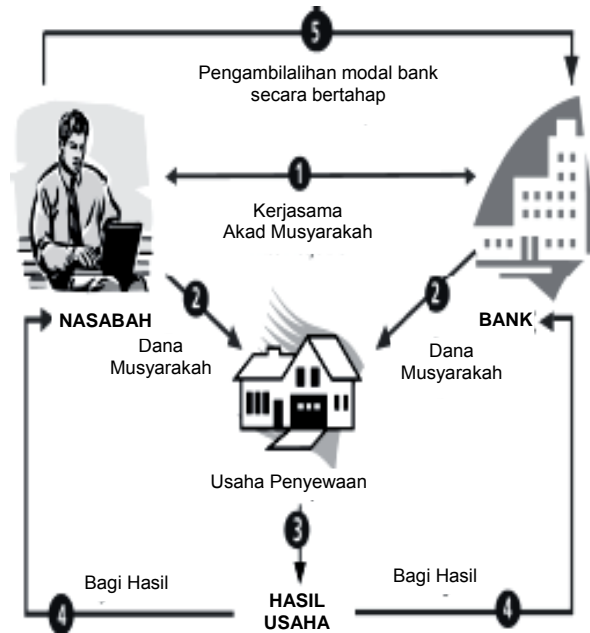 5
Pengambilalihan modal bank
secara bertahap
1
Kerjasama
Akad Musyarakah
2
2
NASABAH
BANK
Dana
Musyarakah
Dana
Musyarakah
Usaha Penyewaan
3
Bagi Hasil
Bagi Hasil
4
HASIL
USAHA
4